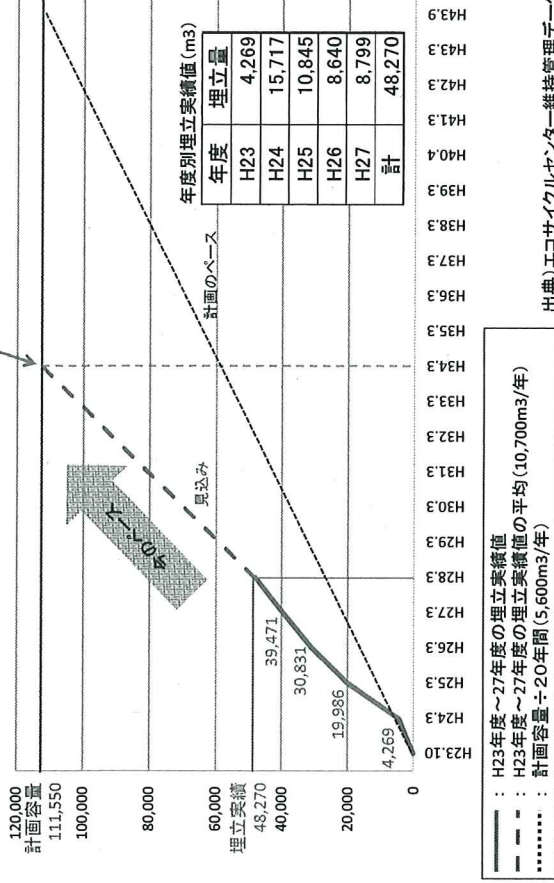 120,000
計画容量
111,550
100,000
80,000
60,000
埋立実績
48,270
40,000
20,000
0
今のペース
見込み
計画のペース
39,471
30,831
19,986
4,269
年度別埋立実績値(m3)
年度 埋立量
H23 4,269
H24 15,717
H25 10,845
H26 8,640
H27 8,799
計 48,270
H23.10
H24.3
H25.3
H26.3
H27.3
H28.3
H29.3
H30.3
H31.3
H32.3
H33.3
H34.3
H35.3
H36.3
H37.3
H38.3
H39.3
H40.4
H41.3
H42.3
H43.3
H43.9
: H23年度~27年度の埋立実績値
: H23年度~27年度の埋立実績値の平均(10,700m3/年)
: 計画容量÷20年間(5,600m3/年)
出典)エコサイクルセンター維持管理データ